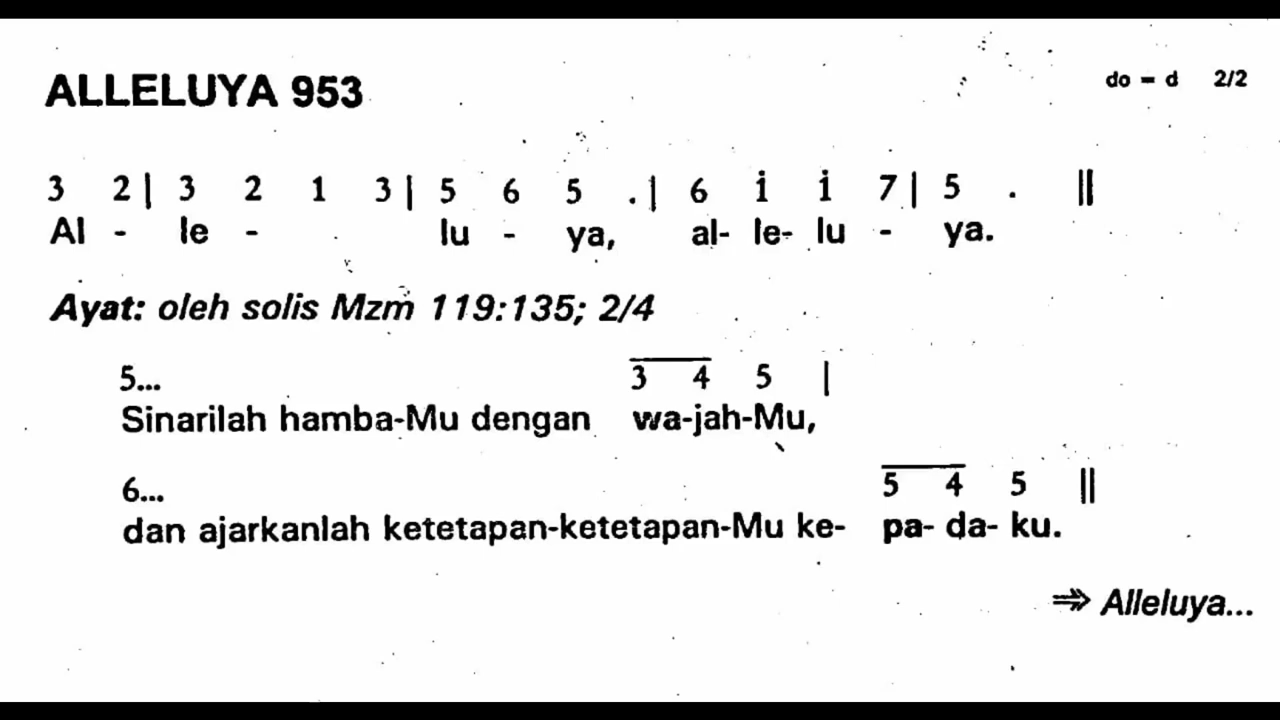 ALLELUYA 953 do = d 2/2
3 2 | 3 2 1 3 | 5 6 5 . | 6 i i 7 | 5 . ||
Al - le - lu - ya, al- le- lu - ya.
Ayat: oleh solis Mzm 119:135; 2/4
5... 3 4 5 |
Sinarilah hamba-Mu dengan wa-jah-Mu,
6... 5 4 5 ||
dan ajarkanlah ketetapan-ketetapan-Mu ke- pa- da- ku.
⇒ Alleluya...